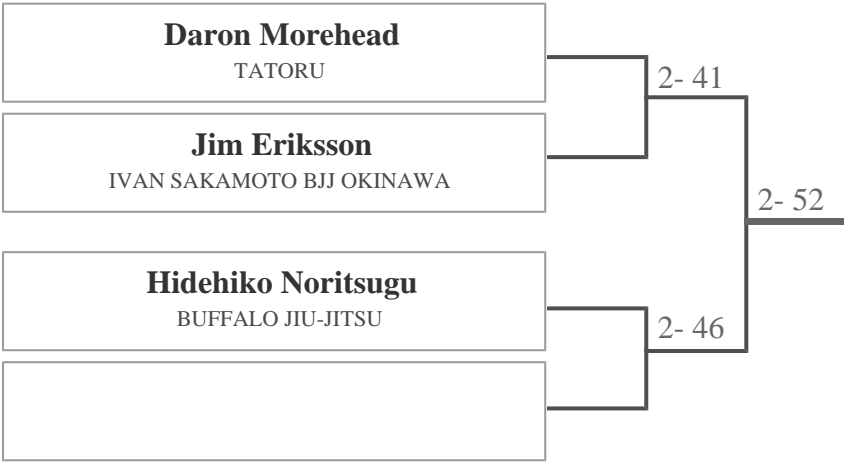 Daron Morehead
TATORU
2- 41
Jim Eriksson
IVAN SAKAMOTO BJJ OKINAWA
2- 52
Hidehiko Noritsugu
BUFFALO JIU-JITSU
2- 46